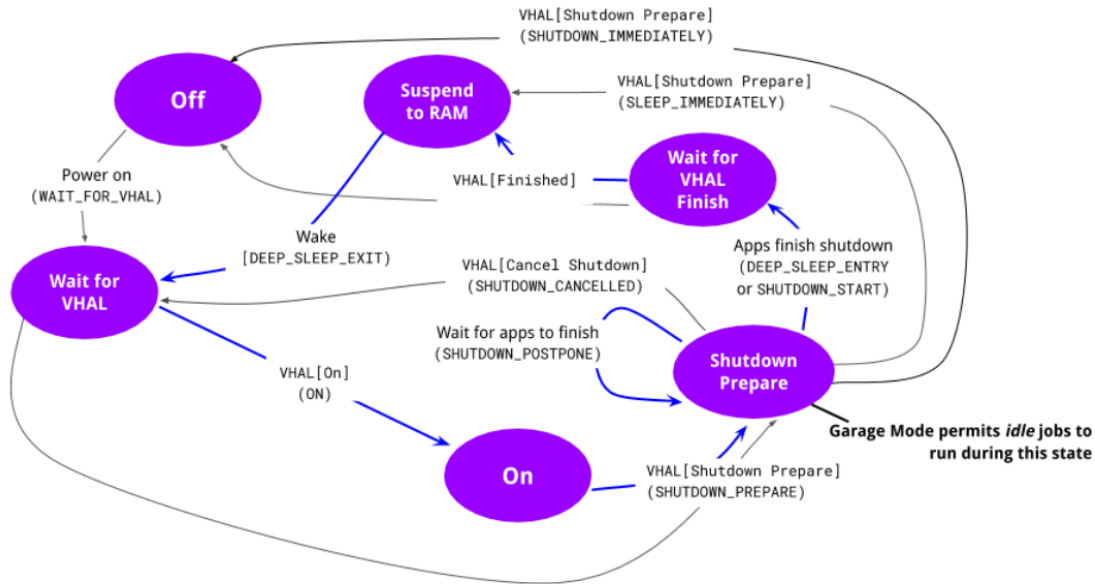 VHAL[Shutdown Prepare]
(SHUTDOWN_IMMEDIATELY)
Off
Suspend
to RAM
VHAL[Shutdown Prepare]
(SLEEP_IMMEDIATELY)
Wait for
VHAL
Finish
VHAL[Finished]
Power on
(WAIT_FOR_VHAL)
Wake
[DEEP_SLEEP_EXIT)
Apps finish shutdown
(DEEP_SLEEP_ENTRY
or SHUTDOWN_START)
Wait for
VHAL
VHAL[Cancel Shutdown]
(SHUTDOWN_CANCELLED)
Wait for apps to finish
(SHUTDOWN_POSTPONE)
Shutdown
Prepare
VHAL[On]
(ON)
Garage Mode permits idle jobs to
run during this state
On
VHAL[Shutdown Prepare]
(SHUTDOWN_PREPARE)